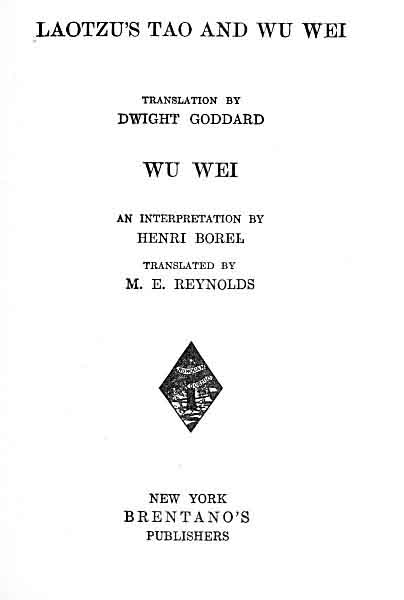 LAOTZU'S TAO AND WU WEI
TRANSLATION BY
DWIGHT GODDARD
WU WEI
AN INTERPRETATION BY
HENRI BOREL
TRANSLATED BY
M. E. REYNOLDS
NEW YORK
BRENTANO'S
PUBLISHERS